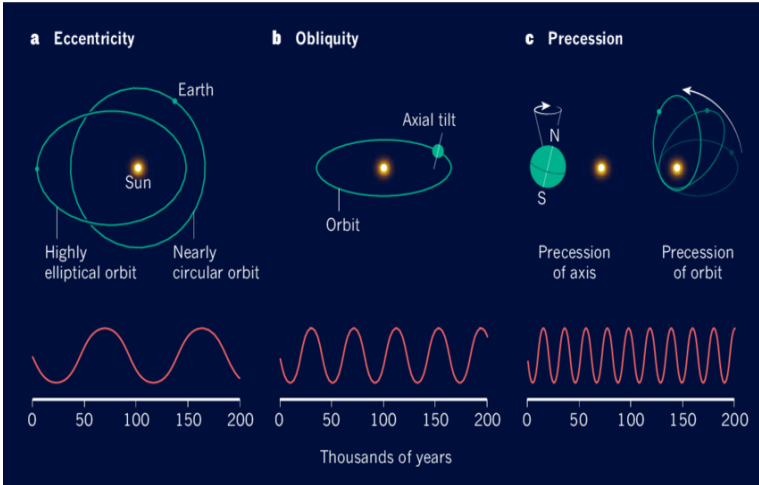 a Eccentricity
Earth
Sun
Highly
elliptical orbit
Nearly
circular orbit
0 50 100 150 200
b Obliquity
Axial tilt
Orbit
0 50 100 150 200
c Precession
N
S
Precession
of axis
Precession
of orbit
0 50 100 150 200
Thousands of years